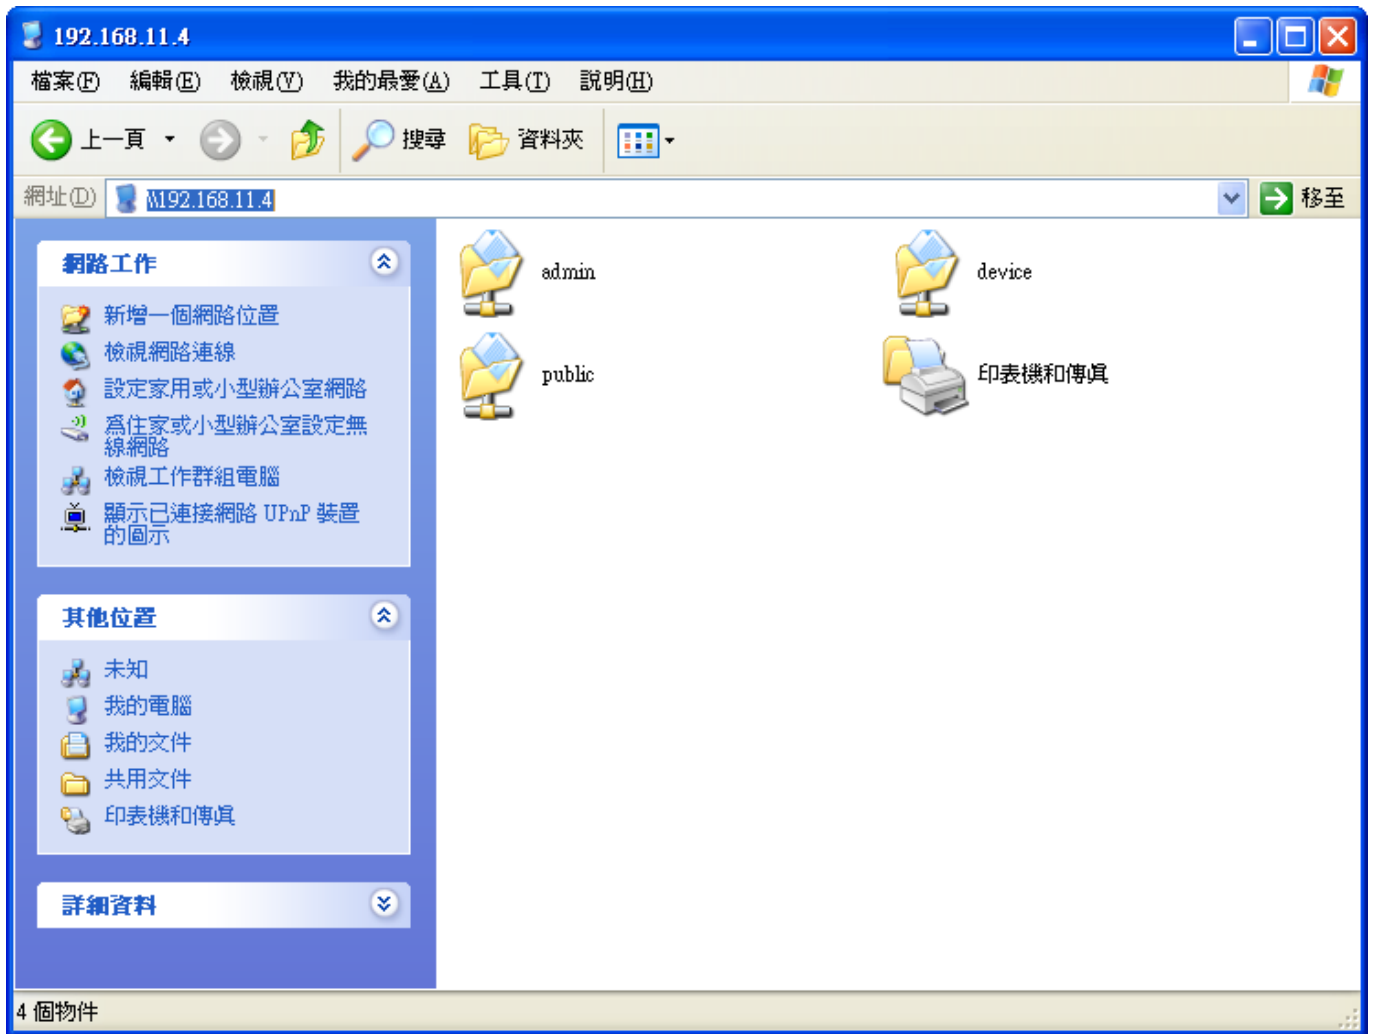 192.168.11.4
檔案(F) 編輯(E) 檢視(V) 我的最愛(A) 工具(T) 說明(H)
上一頁 搜尋 資料夾
網址(D) \\192.168.11.4 移至
網路工作
新增一個網路位置
檢視網路連線
設定家用或小型辦公室網路
為住家或小型辦公室設定無
線網路
檢視工作群組電腦
顯示已連接網路 UPnP 裝置
的圖示
其他位置
未知
我的電腦
我的文件
共用文件
印表機和傳真
詳細資料
admin
device
public
印表機和傳真
4 個物件